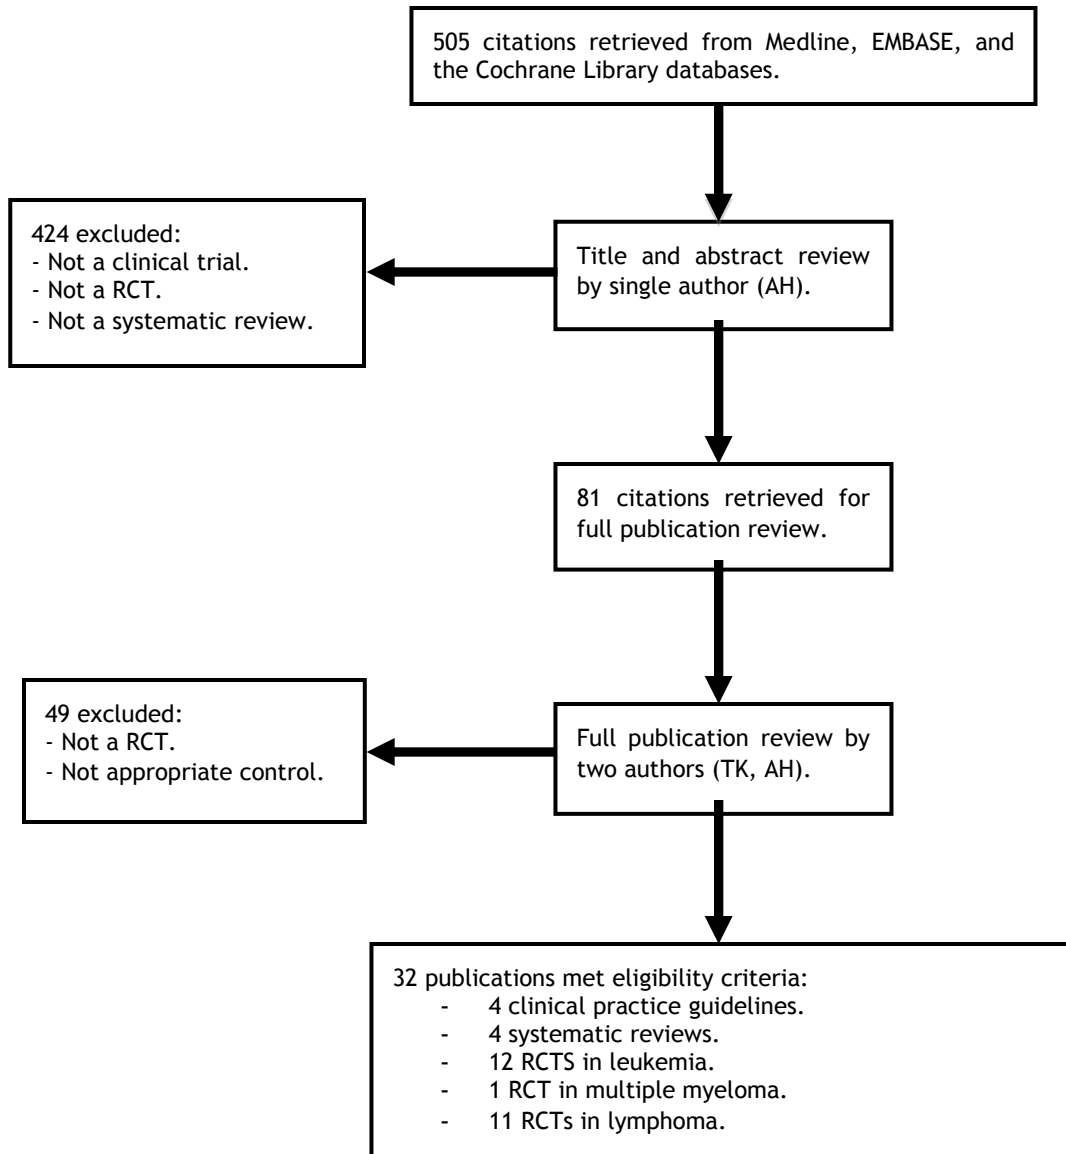 505 citations retrieved from Medline, EMBASE, and
the Cochrane Library databases.
424 excluded:
- Not a clinical trial.
- Not a RCT.
- Not a systematic review.
Title and abstract review
by single author (AH).
81 citations retrieved for
full publication review.
49 excluded:
- Not a RCT.
- Not appropriate control.
Full publication review by
two authors (TK, AH).
32 publications met eligibility criteria:
- 4 clinical practice guidelines.
- 4 systematic reviews.
- 12 RCTS in leukemia.
- 1 RCT in multiple myeloma.
- 11 RCTs in lymphoma.